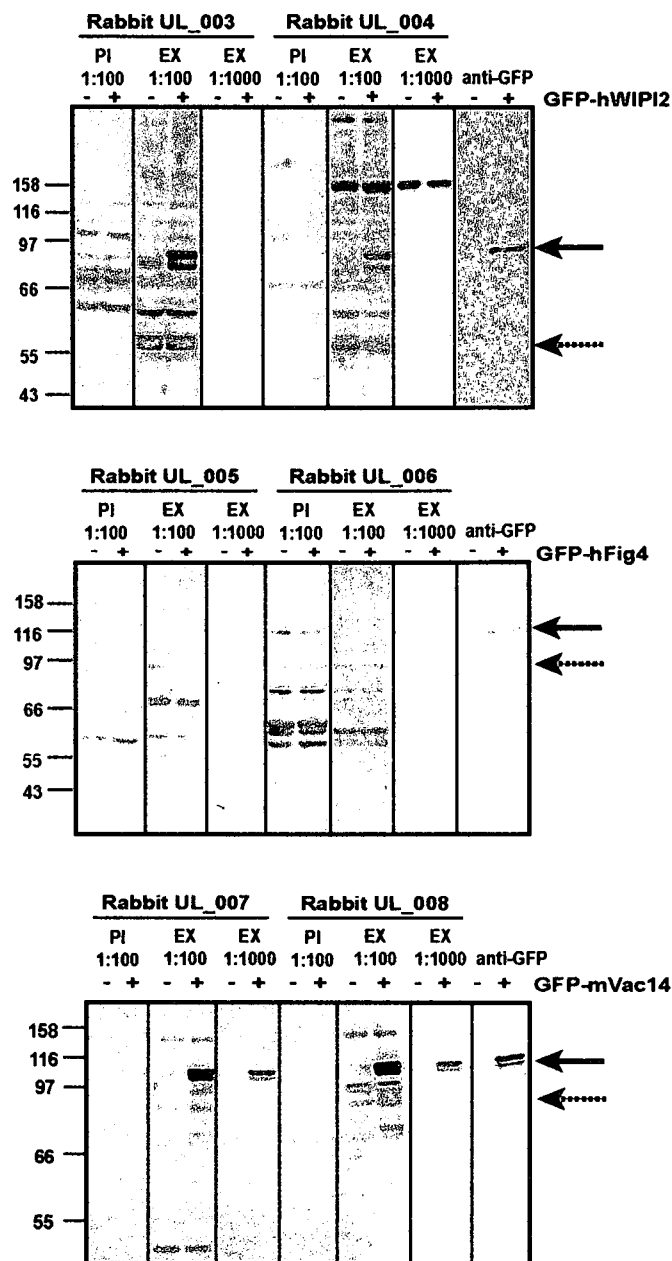 Rabbit UL_003 Rabbit UL_004
PI EX EX PI EX EX
1:100 1:100 1:1000 1:100 1:100 1:1000 anti-GFP
- + - + - + - + - + - + - + GFP-hWIPI2
158
116
97
66
55
43
Rabbit UL_005 Rabbit UL_006
PI EX EX PI EX EX
1:100 1:100 1:1000 1:100 1:100 1:1000 anti-GFP
- + - + - + - + - + - + - + GFP-hFig4
158
116
97
66
55
43
Rabbit UL_007 Rabbit UL_008
PI EX EX PI EX EX
1:100 1:100 1:1000 1:100 1:100 1:1000 anti-GFP
- + - + - + - + - + - + - + GFP-mVac14
158
116
97
66
55